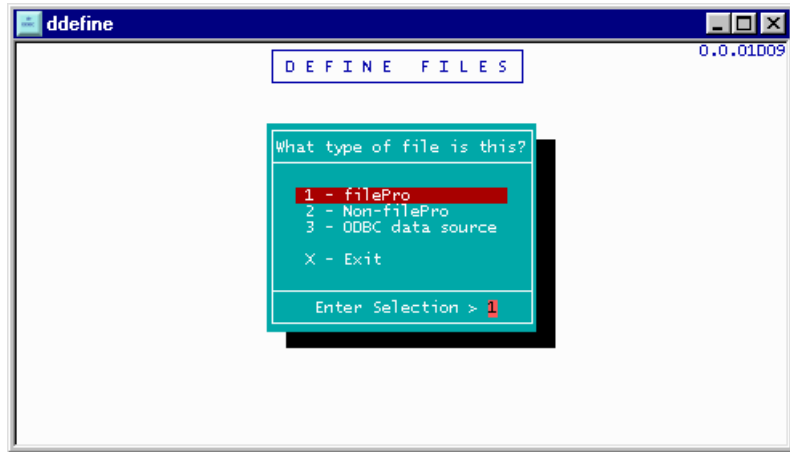 ddefine
0.0.01D09
D E F I N E   F I L E S
What type of file is this?
1 - filePro
2 - Non-filePro
3 - ODBC data source
X - Exit
Enter Selection > 1